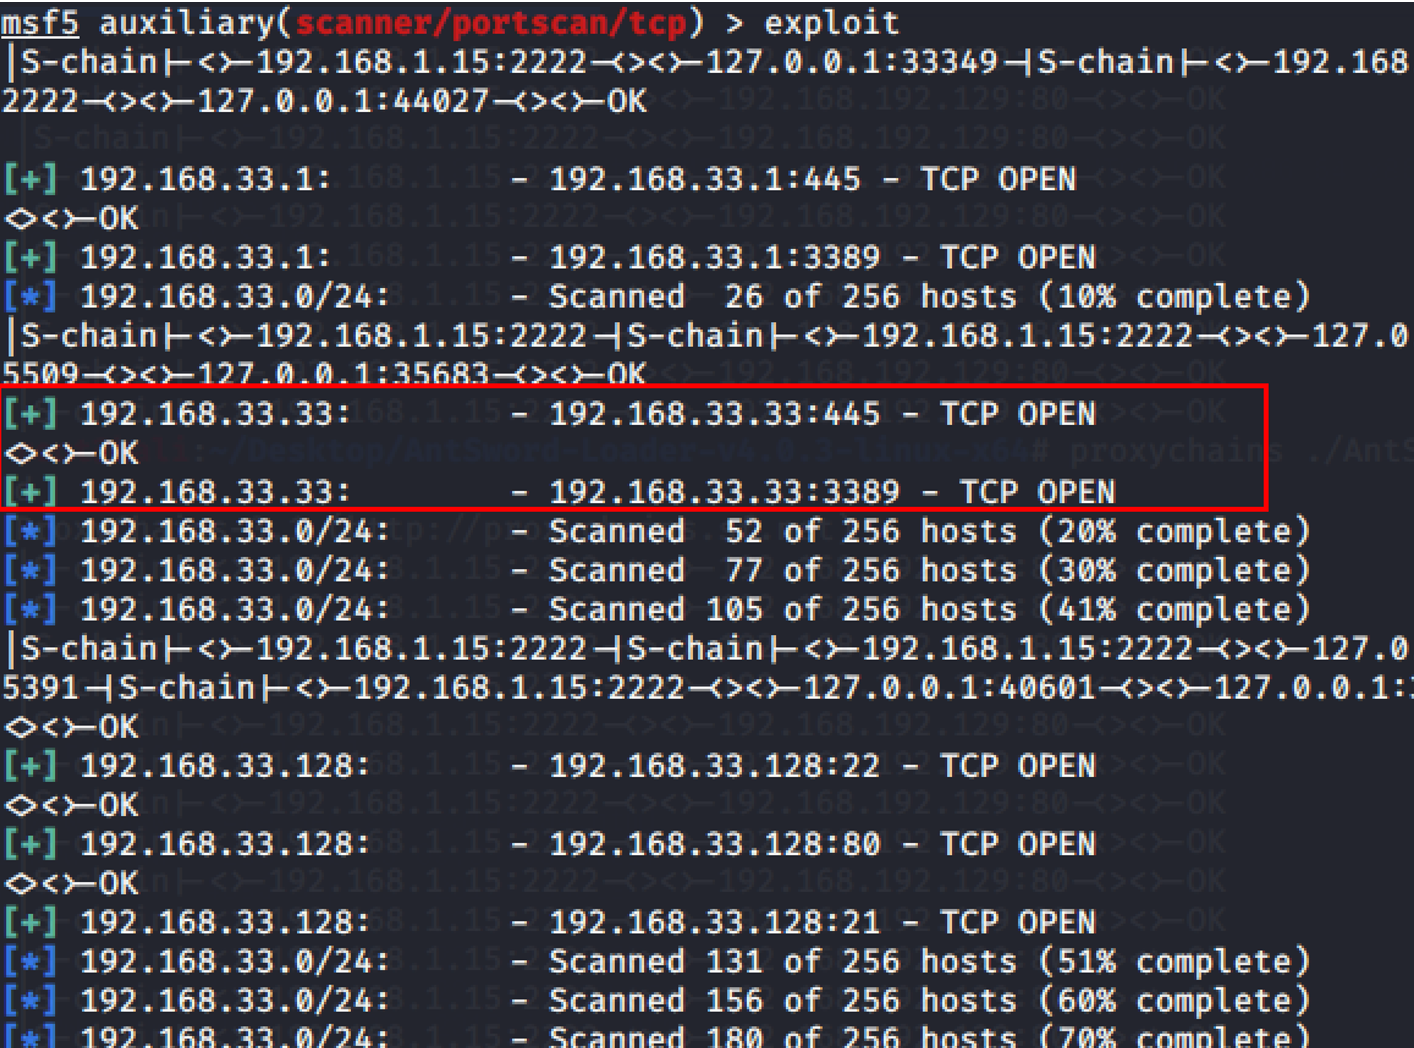 msf5 auxiliary(scanner/portscan/tcp) > exploit
|S-chain|-<>-192.168.1.15:2222-<><>-127.0.0.1:33349-|S-chain|-<>-192.168
2222-<><>-127.0.0.1:44027-<><>-OK
[+] 192.168.33.1: - 192.168.33.1:445 - TCP OPEN
<><>-OK
[+] 192.168.33.1: - 192.168.33.1:3389 - TCP OPEN
[*] 192.168.33.0/24: - Scanned 26 of 256 hosts (10% complete)
|S-chain|-<>-192.168.1.15:2222-|S-chain|-<>-192.168.1.15:2222-<><>-127.0
5509-<><>-127.0.0.1:35683-<><>-OK
[+] 192.168.33.33: - 192.168.33.33:445 - TCP OPEN
<><>-OK
[+] 192.168.33.33: - 192.168.33.33:3389 - TCP OPEN
[*] 192.168.33.0/24: - Scanned 52 of 256 hosts (20% complete)
[*] 192.168.33.0/24: - Scanned 77 of 256 hosts (30% complete)
[*] 192.168.33.0/24: - Scanned 105 of 256 hosts (41% complete)
|S-chain|-<>-192.168.1.15:2222-|S-chain|-<>-192.168.1.15:2222-<><>-127.0
5391-|S-chain|-<>-192.168.1.15:2222-<><>-127.0.0.1:40601-<><>-127.0.0.1:
<><>-OK
[+] 192.168.33.128: - 192.168.33.128:22 - TCP OPEN
<><>-OK
[+] 192.168.33.128: - 192.168.33.128:80 - TCP OPEN
<><>-OK
[+] 192.168.33.128: - 192.168.33.128:21 - TCP OPEN
[*] 192.168.33.0/24: - Scanned 131 of 256 hosts (51% complete)
[*] 192.168.33.0/24: - Scanned 156 of 256 hosts (60% complete)
[*] 192.168.33.0/24: - Scanned 180 of 256 hosts (70% complete)